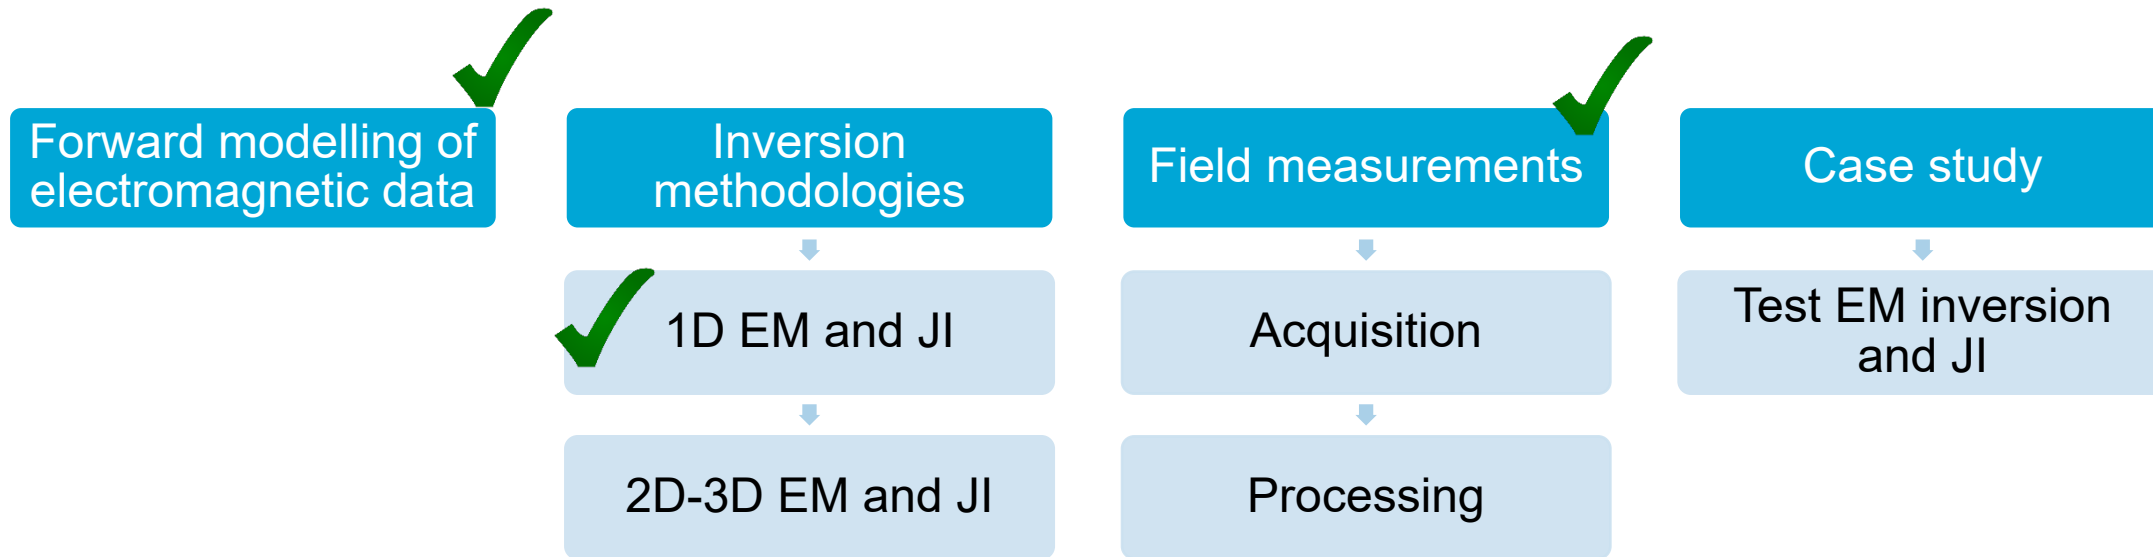 Forward modelling of
electromagnetic data
Inversion
methodologies
1D EM and JI
2D-3D EM and JI
Field measurements
Acquisition
Processing
Case study
Test EM inversion
and JI